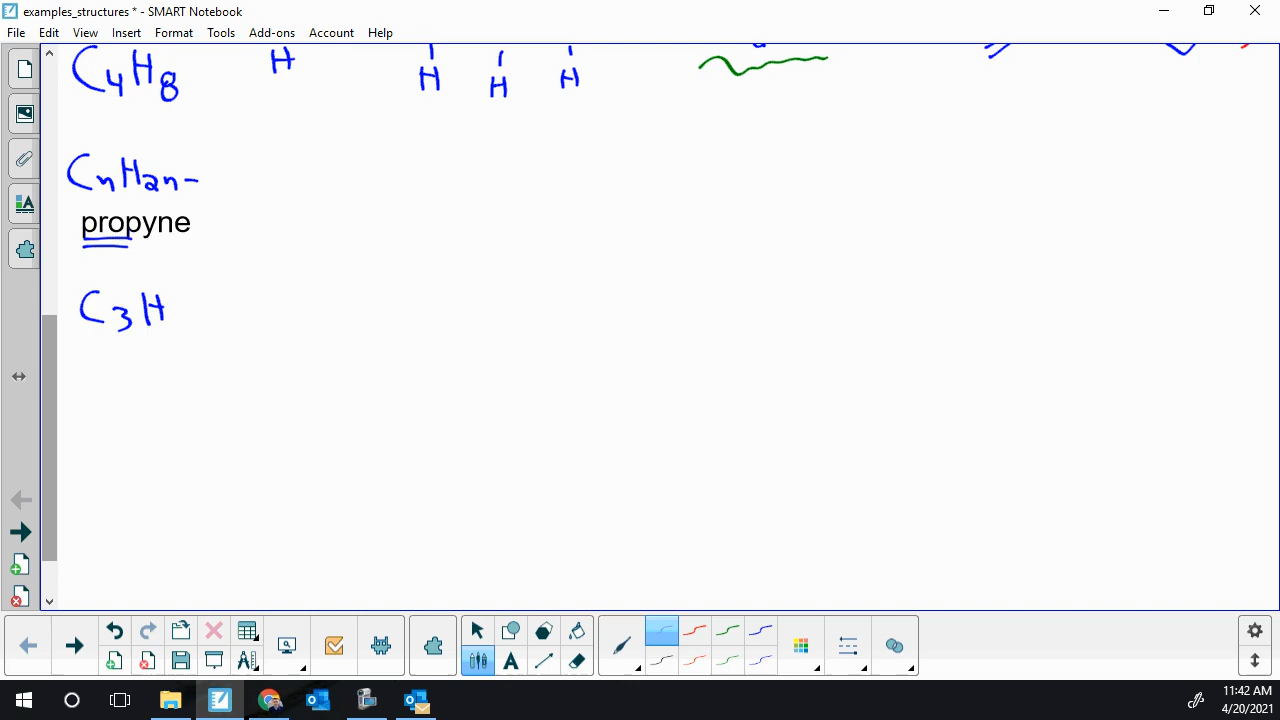 examples_structures * - SMART Notebook
File Edit View Insert Format Tools Add-ons Account Help
C4H8 H H H H
CnH2n-
propyne
C3H
11:42 AM
4/20/2021